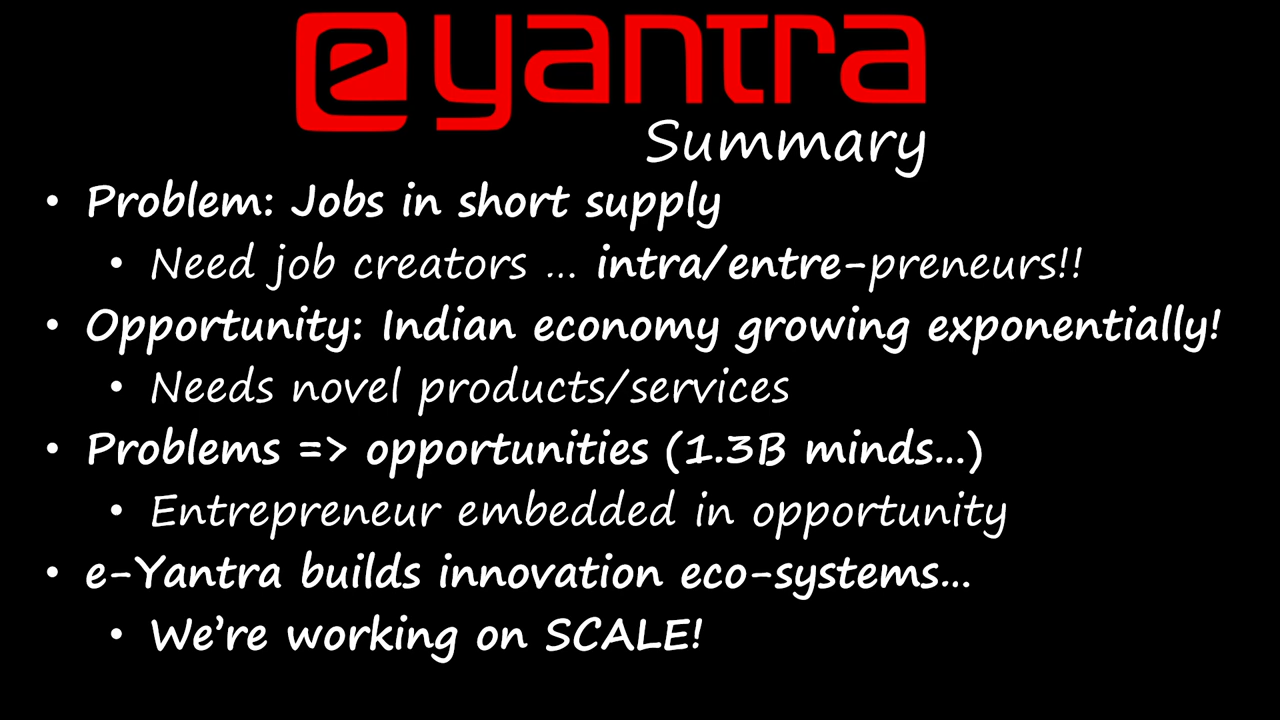 e yantra
Summary
• Problem: Jobs in short supply
• Need job creators … intra/entre-preneurs!!
• Opportunity: Indian economy growing exponentially!
• Needs novel products/services
• Problems => opportunities (1.3B minds…)
• Entrepreneur embedded in opportunity
• e-Yantra builds innovation eco-systems…
• We’re working on SCALE!